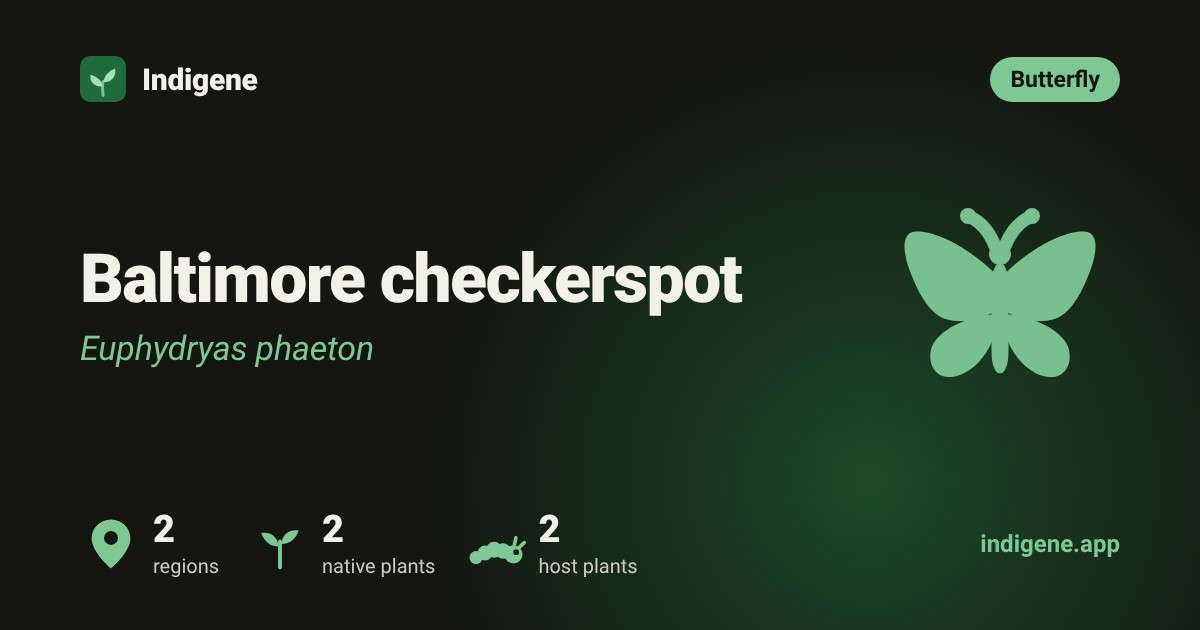 Indigene
Butterfly
Baltimore checkerspot
Euphydryas phaeton
2
regions
2
native plants
2
host plants
indigene.app